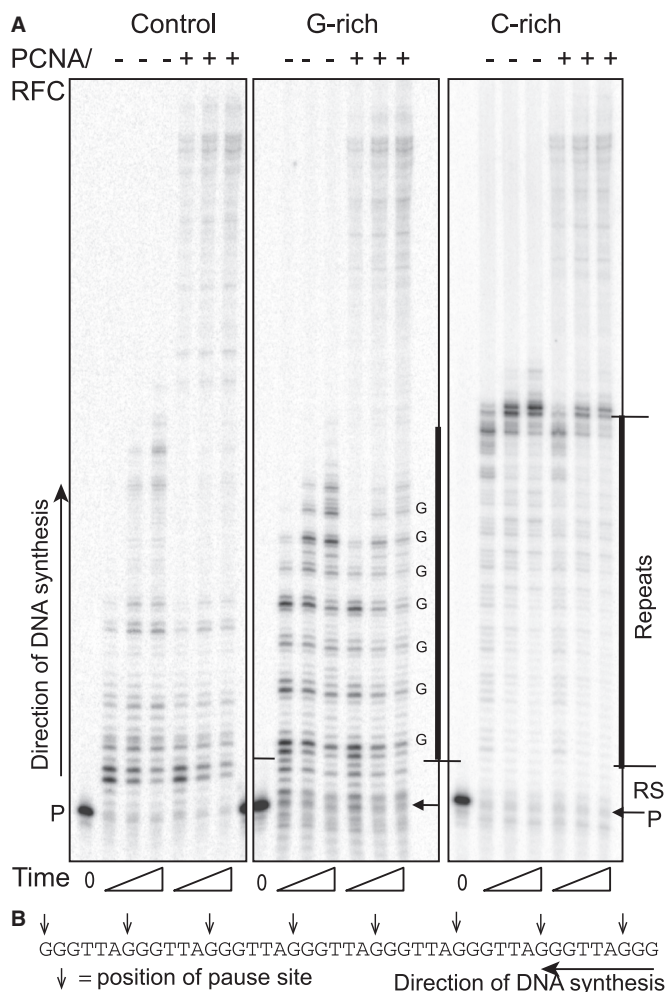 A
Control G-rich C-rich
PCNA/ - - - + + + - - - + + + - - - + + +
RFC
Direction of DNA synthesis
G
G
G
G
G
G
G
Repeats
RS
P
P
Time 0 0 0
B
GGGTTAGGGTTAGGGTTAGGGTTAGGGTTAGGGTTAGGGTTAGGG
↓ = position of pause site
Direction of DNA synthesis